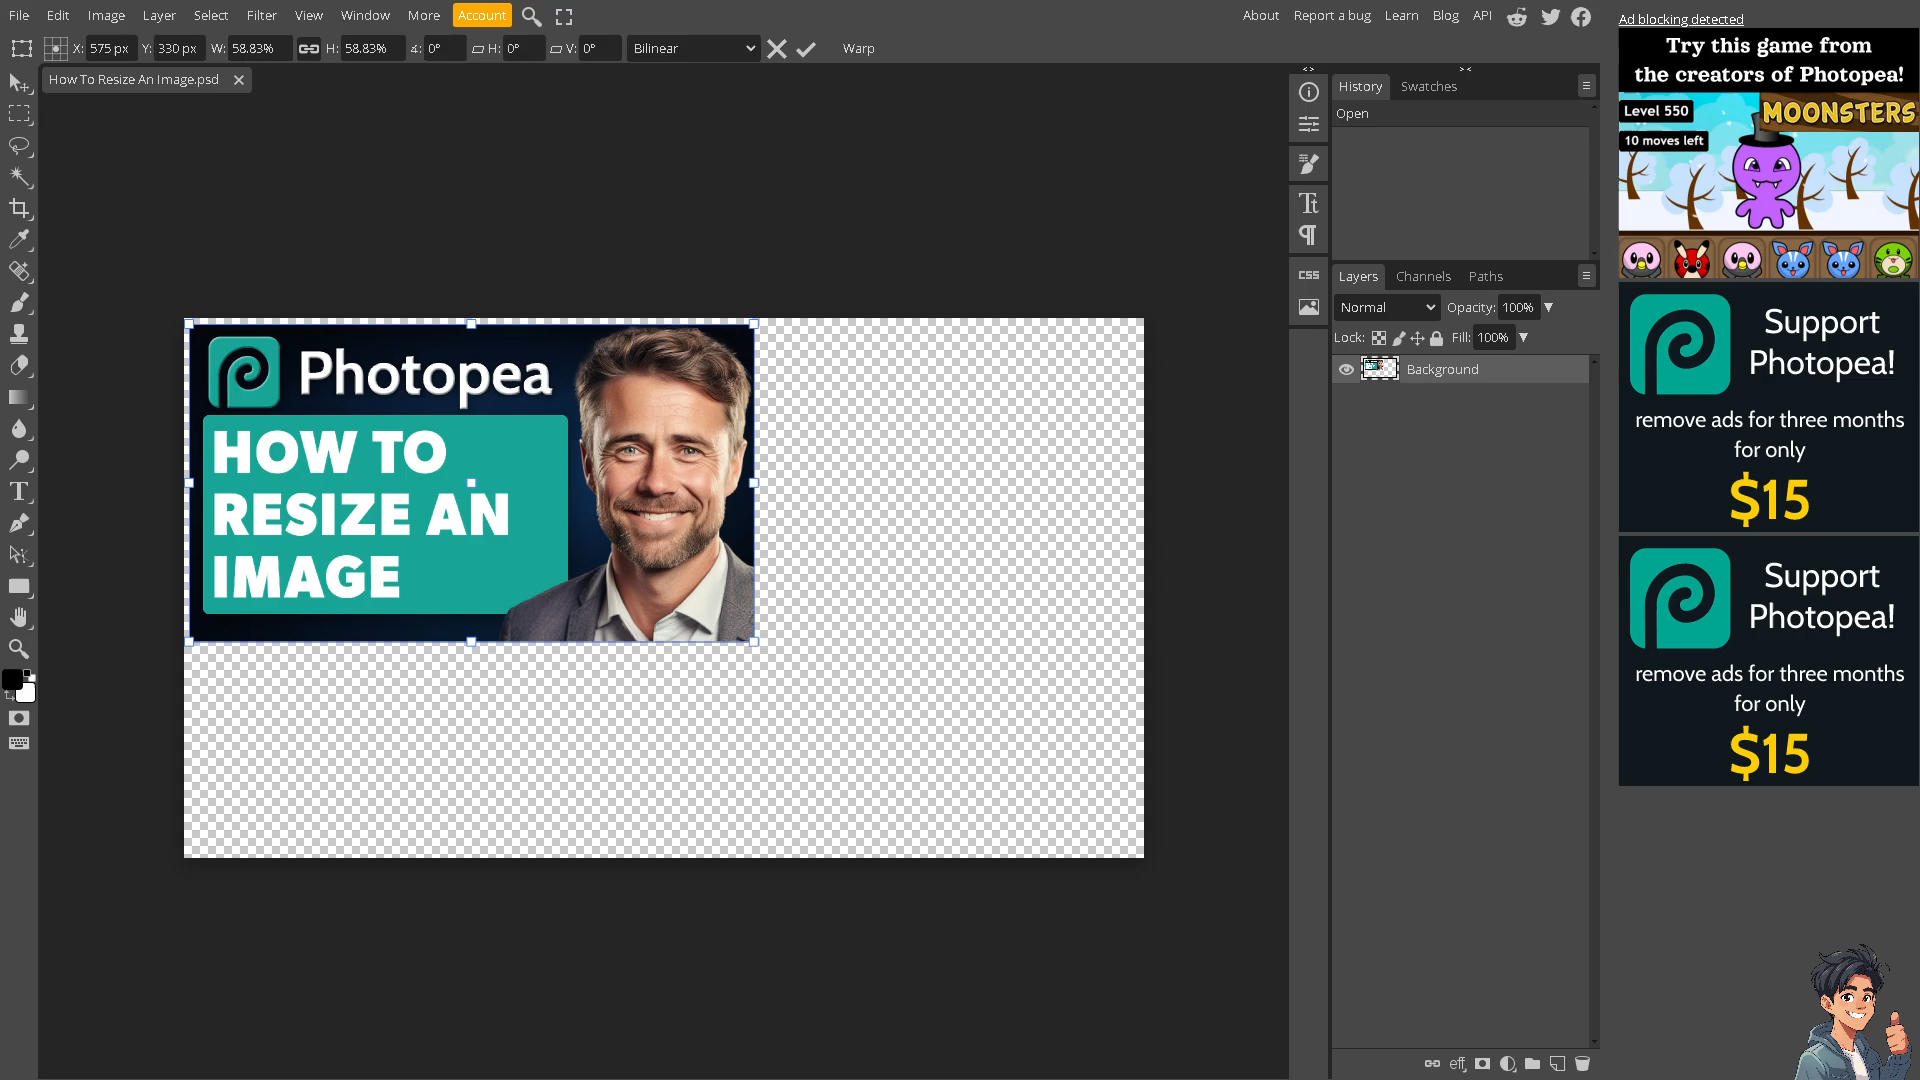 File Edit Image Layer Select Filter View Window More Account
About Report a bug Learn Blog API
X: 575 px Y: 330 px W: 58.83% H: 58.83% ∡: 0° H: 0° V: 0° Bilinear Warp
How To Resize An Image.psd
Photopea
HOW TO
RESIZE AN
IMAGE
Tt
CSS
History Swatches
Open
Layers Channels Paths
Normal Opacity: 100%
Lock: Fill: 100%
Background
eff
Ad blocking detected
Try this game from
the creators of Photopea!
Level 550
MOONSTERS
10 moves left
Support
Photopea!
remove ads for three months
for only
$15
Support
Photopea!
remove ads for three months
for only
$15